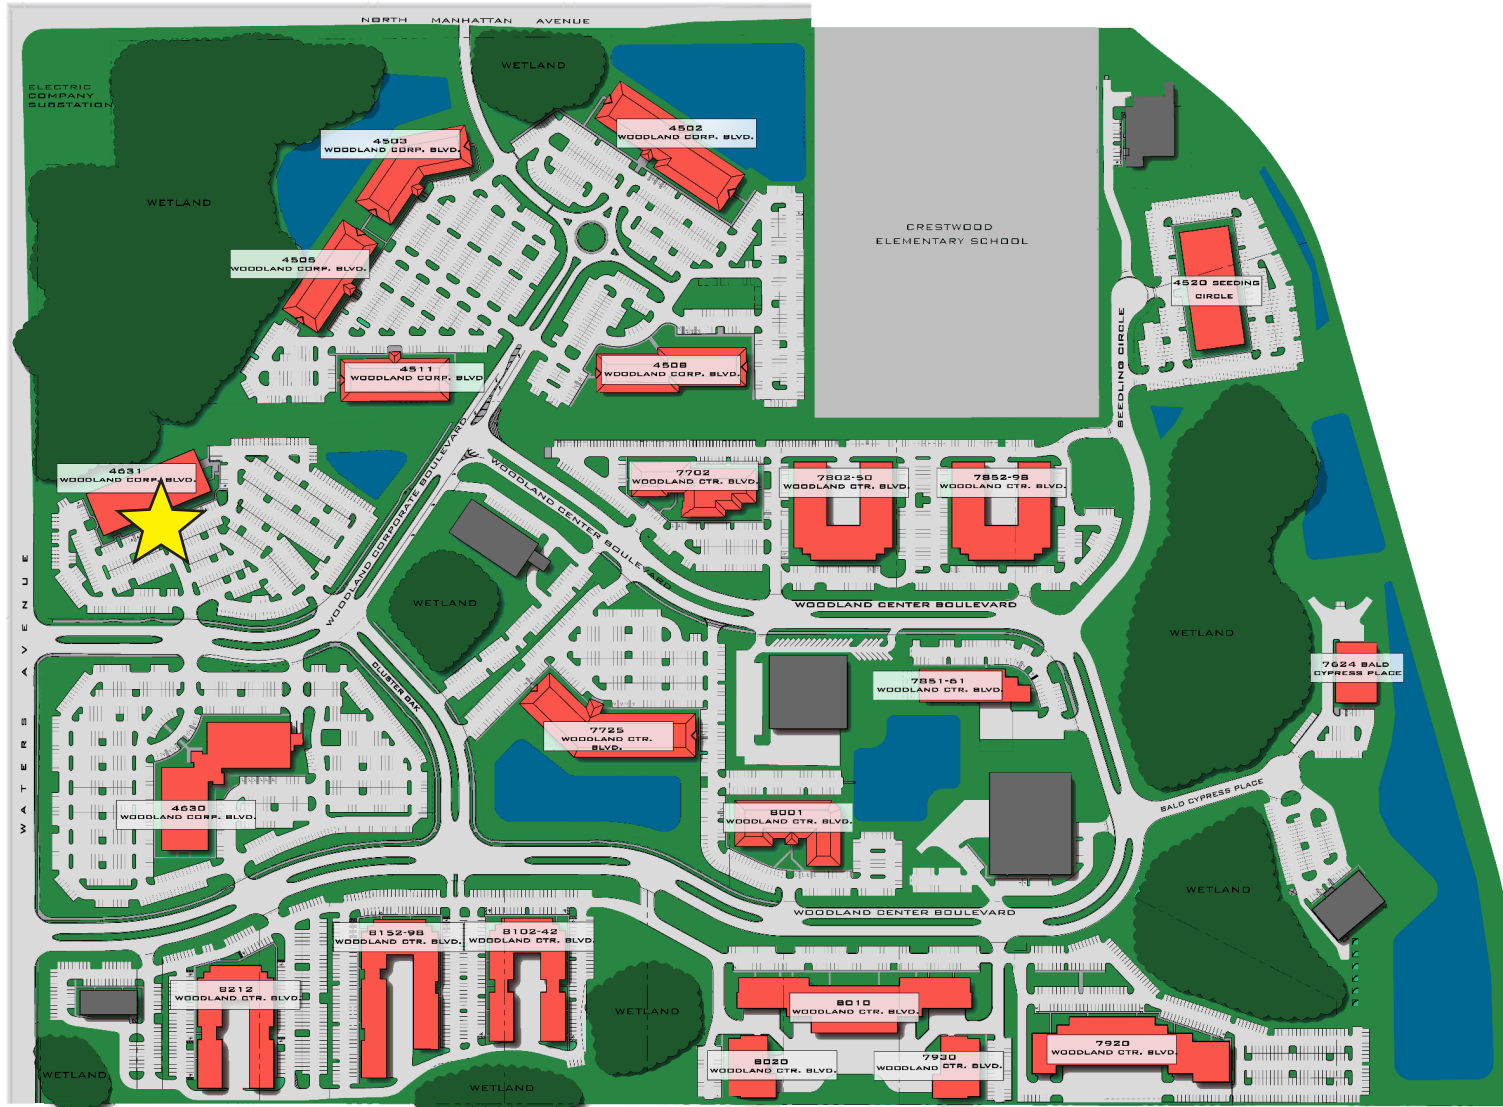 NORTH MANHATTAN AVENUE
WETLAND
ELECTRIC
COMPANY
SUBSTATION
4502
WOODLAND CORP. BLVD.
4503
WOODLAND CORP. BLVD.
WETLAND
CRESTWOOD
ELEMENTARY SCHOOL
4505
WOODLAND CORP. BLVD.
4520 SEEDING
CIRCLE
SEEDLING CIRCLE
4511
WOODLAND CORP. BLVD
4508
WOODLAND CORP. BLVD.
4631
WOODLAND CORP. BLVD.
WOODLAND CORPORATE BOULEVARD
WOODLAND CENTER BOULEVARD
7702
WOODLAND CTR. BLVD.
7802-50
WOODLAND CTR. BLVD.
7852-98
WOODLAND CTR. BLVD.
WETLAND
WOODLAND CENTER BOULEVARD
WETLAND
WATERS AVENUE
CLUSTER OAK
7624 BALD
CYPRESS PLACE
7851-61
WOODLAND CTR. BLVD.
7725
WOODLAND CTR.
BLVD.
BALD CYPRESS PLACE
4630
WOODLAND CORP. BLVD.
8001
WOODLAND CTR. BLVD.
WETLAND
WOODLAND CENTER BOULEVARD
8152-98
WOODLAND CTR. BLVD.
8102-42
WOODLAND CTR. BLVD.
8212
WOODLAND CTR. BLVD.
8010
WOODLAND CTR. BLVD.
WETLAND
7920
WOODLAND CTR. BLVD.
8020
WOODLAND CTR. BLVD.
7930
WOODLAND CTR. BLVD.
WETLAND
WETLAND